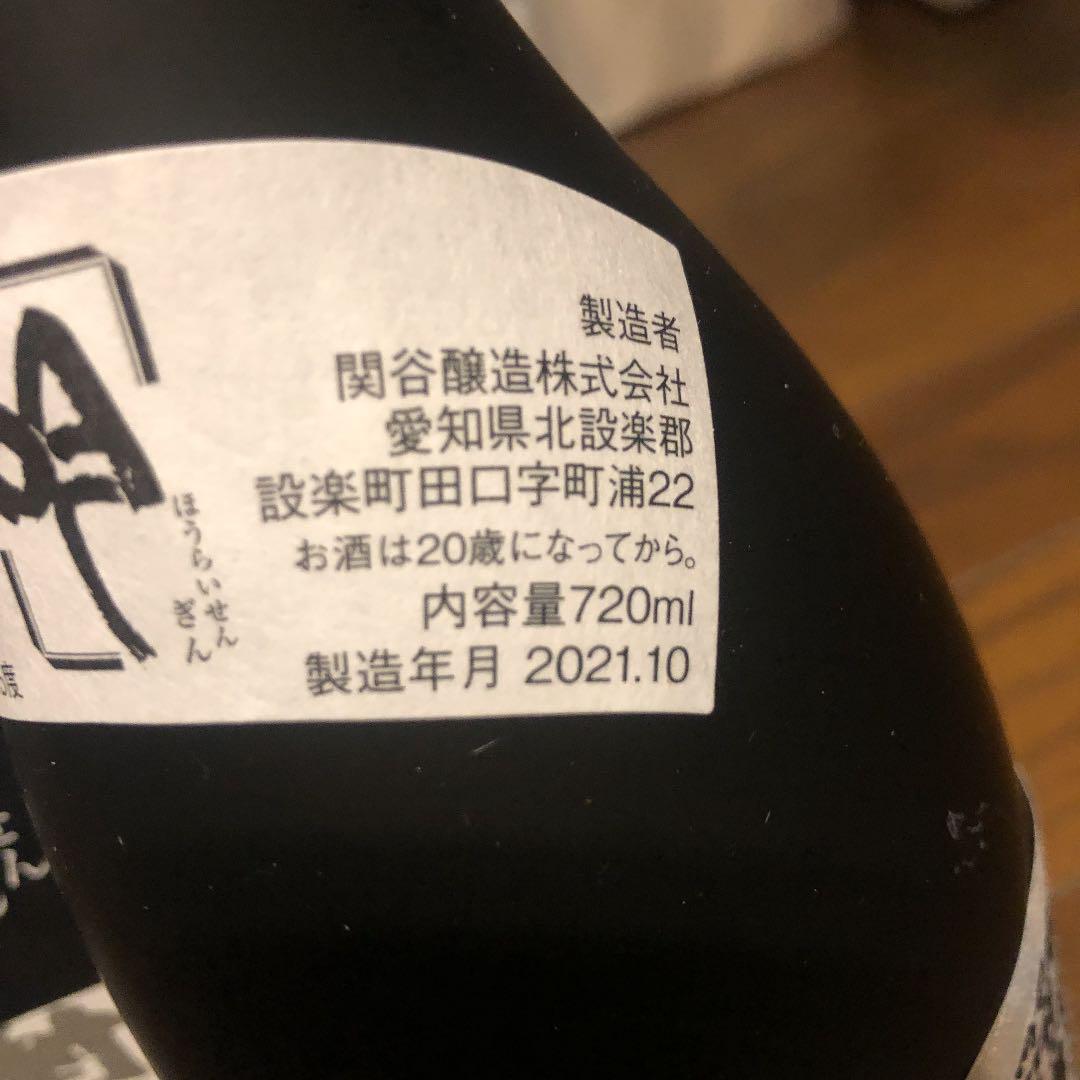 製造者
関谷醸造株式会社
愛知県北設楽郡
設楽町田口字町浦22
お酒は20歳になってから。
内容量720ml
製造年月 2021.10
ほうらいせん
ぎん
度